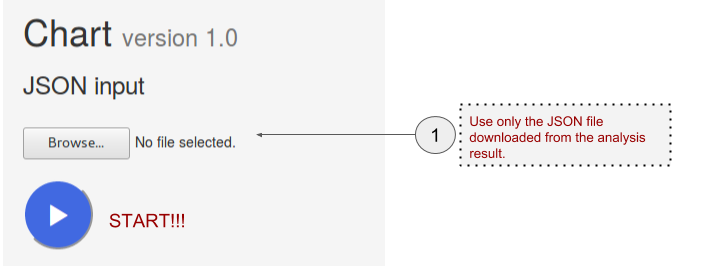 Chart version 1.0
JSON input
Browse... No file selected.
START!!!
1
Use only the JSON file
downloaded from the analysis
result.